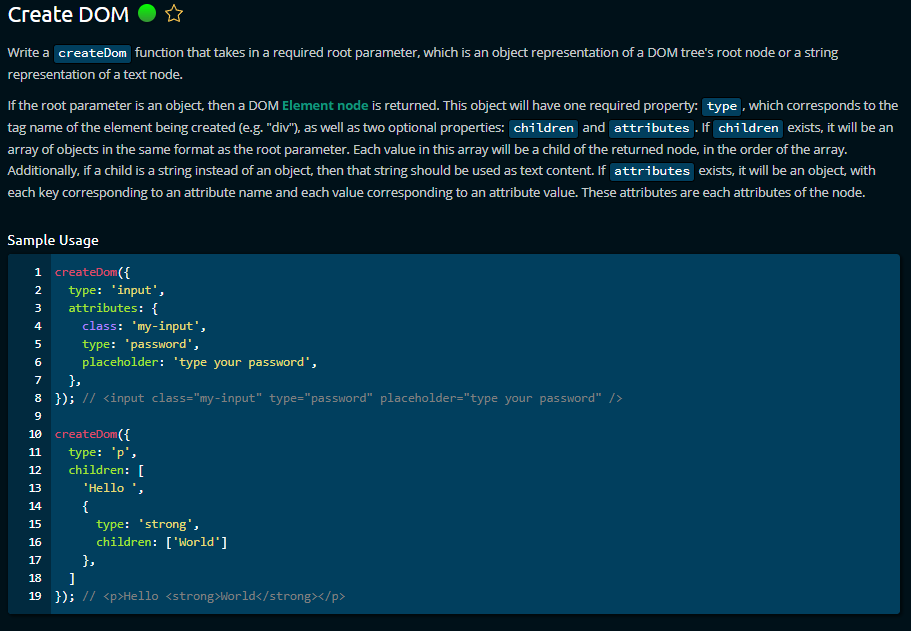 Create DOM
Write a createDom function that takes in a required root parameter, which is an object representation of a DOM tree's root node or a string
representation of a text node.
If the root parameter is an object, then a DOM Element node is returned. This object will have one required property: type, which corresponds to the
tag name of the element being created (e.g. "div"), as well as two optional properties: children and attributes. If children exists, it will be an
array of objects in the same format as the root parameter. Each value in this array will be a child of the returned node, in the order of the array.
Additionally, if a child is a string instead of an object, then that string should be used as text content. If attributes exists, it will be an object, with
each key corresponding to an attribute name and each value corresponding to an attribute value. These attributes are each attributes of the node.
Sample Usage
1 createDom({
2   type: 'input',
3   attributes: {
4     class: 'my-input',
5     type: 'password',
6     placeholder: 'type your password',
7   },
8 }); // <input class="my-input" type="password" placeholder="type your password" />
9
10 createDom({
11   type: 'p',
12   children: [
13     'Hello ',
14     {
15       type: 'strong',
16       children: ['World']
17     },
18   ]
19 }); // <p>Hello <strong>World</strong></p>